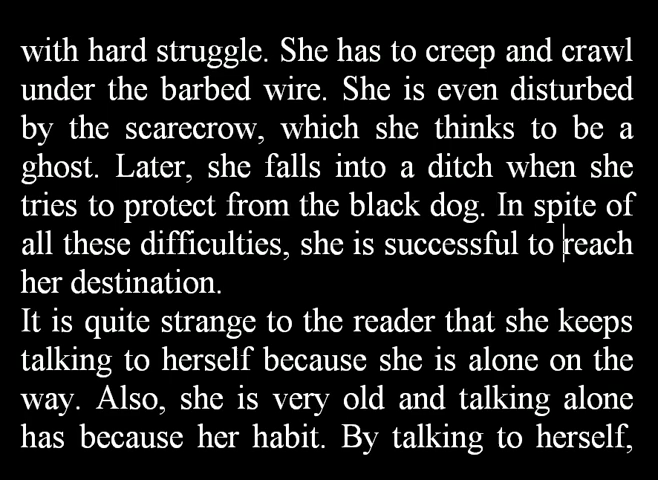 with hard struggle. She has to creep and crawl
under the barbed wire. She is even disturbed
by the scarecrow, which she thinks to be a
ghost. Later, she falls into a ditch when she
tries to protect from the black dog. In spite of
all these difficulties, she is successful to reach
her destination.
It is quite strange to the reader that she keeps
talking to herself because she is alone on the
way. Also, she is very old and talking alone
has because her habit. By talking to herself,